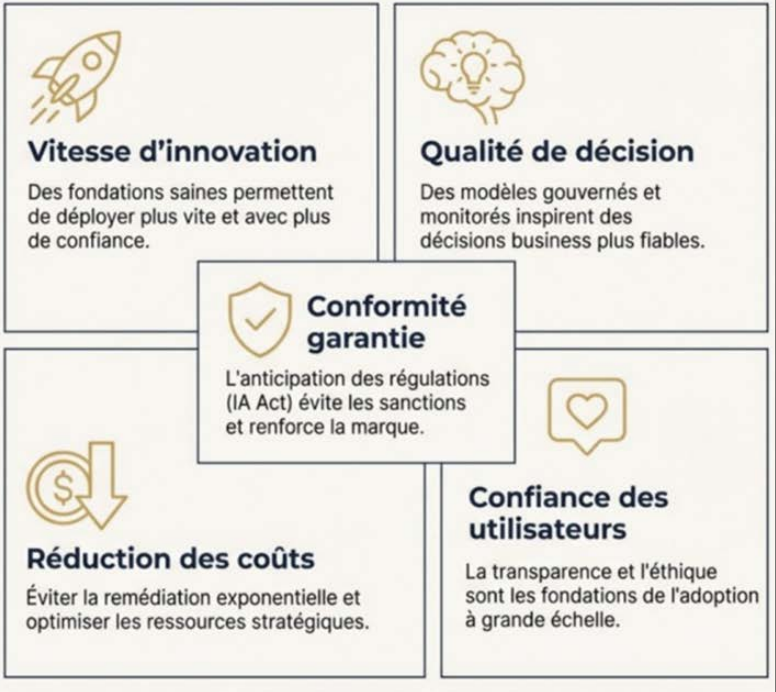 Vitesse d'innovation
Des fondations saines permettent
de déployer plus vite et avec plus
de confiance.
Qualité de décision
Des modèles gouvernés et
monitorés inspirent des
décisions business plus fiables.
Conformité
garantie
L'anticipation des régulations
(IA Act) évite les sanctions
et renforce la marque.
$
Réduction des coûts
Éviter la remédiation exponentielle et
optimiser les ressources stratégiques.
Confiance des
utilisateurs
La transparence et l'éthique
sont les fondations de l'adoption
à grande échelle.